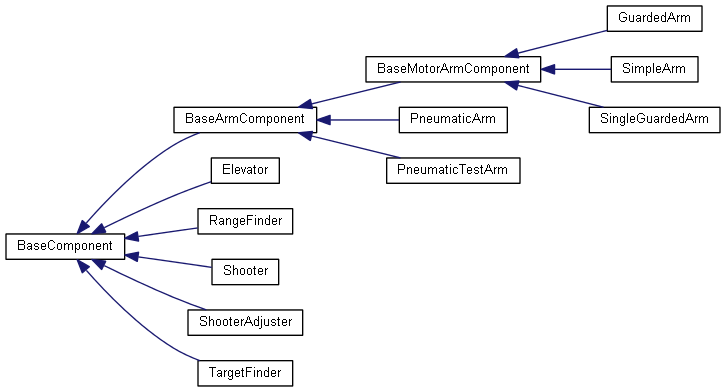 GuardedArm
BaseMotorArmComponent
SimpleArm
BaseArmComponent
PneumaticArm
SingleGuardedArm
Elevator
PneumaticTestArm
RangeFinder
BaseComponent
Shooter
ShooterAdjuster
TargetFinder